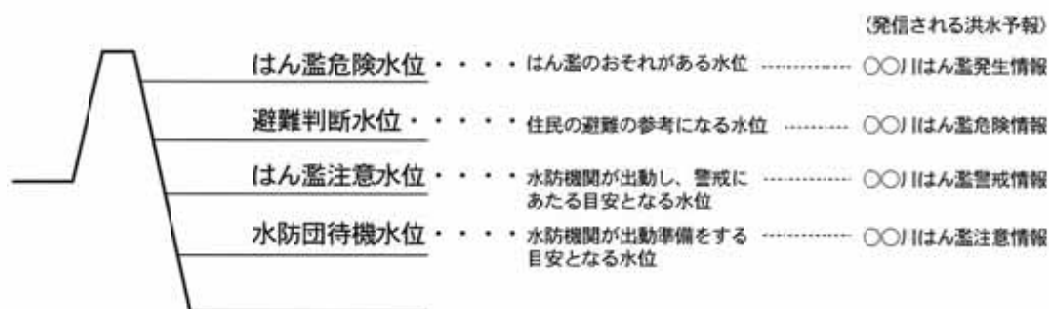 (発信される洪水予報)
はん濫危険水位・・・・はん濫のおそれがある水位 ············ ○○川はん濫発生情報
避難判断水位・・・・・住民の避難の参考になる水位 ········· ○○川はん濫危険情報
はん濫注意水位・・・・水防機関が出動し、警戒に ············ ○○川はん濫警戒情報
あたる目安となる水位
水防団待機水位・・・・水防機関が出動準備をする ············ ○○川はん濫注意情報
目安となる水位